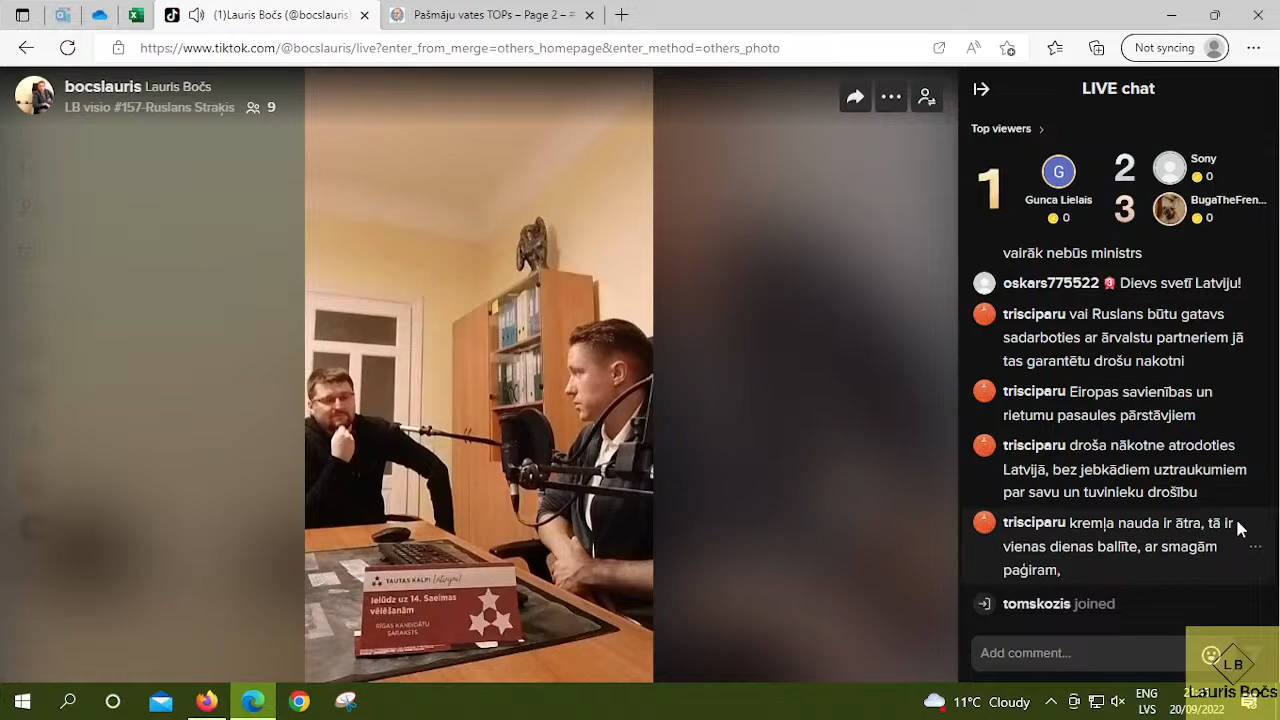 (1)Lauris Bočs (@bocslauris)
Pašmāju vates TOPs – Page 2 –
https://www.tiktok.com/@bocslauris/live?enter_from_merge=others_homepage&enter_method=others_photo
Not syncing
bocslauris Lauris Bočs
LB visio #157-Ruslans Straķis 9
LIVE chat
Top viewers
1 G Gunca Lielais 0
2 Sony 0
3 BugaTheFren... 0
vairāk nebūs ministrs
oskars775522 Dievs svetī Latvīju!
trisciparu vai Ruslans būtu gatavs
sadarboties ar ārvalstu partneriem jā
tas garantētu drošu nakotni
trisciparu Eiropas savienības un
rietumu pasaules pārstāvjiem
trisciparu droša nākotne atrodoties
Latvijā, bez jebkādiem uztraukumiem
par savu un tuvinieku drošību
trisciparu kremļa nauda ir ātra, tā ir
vienas dienas ballīte, ar smagām
paģiram,
tomskozis joined
Add comment...
TAUTAS KALPI Latvijai
Ielūdz uz 14. Saeimas
vēlēšanām
RĪGAS KANDIDĀTU
SARAKSTS
LB
Lauris Bočs
11°C Cloudy
ENG
LVS
20/09/2022